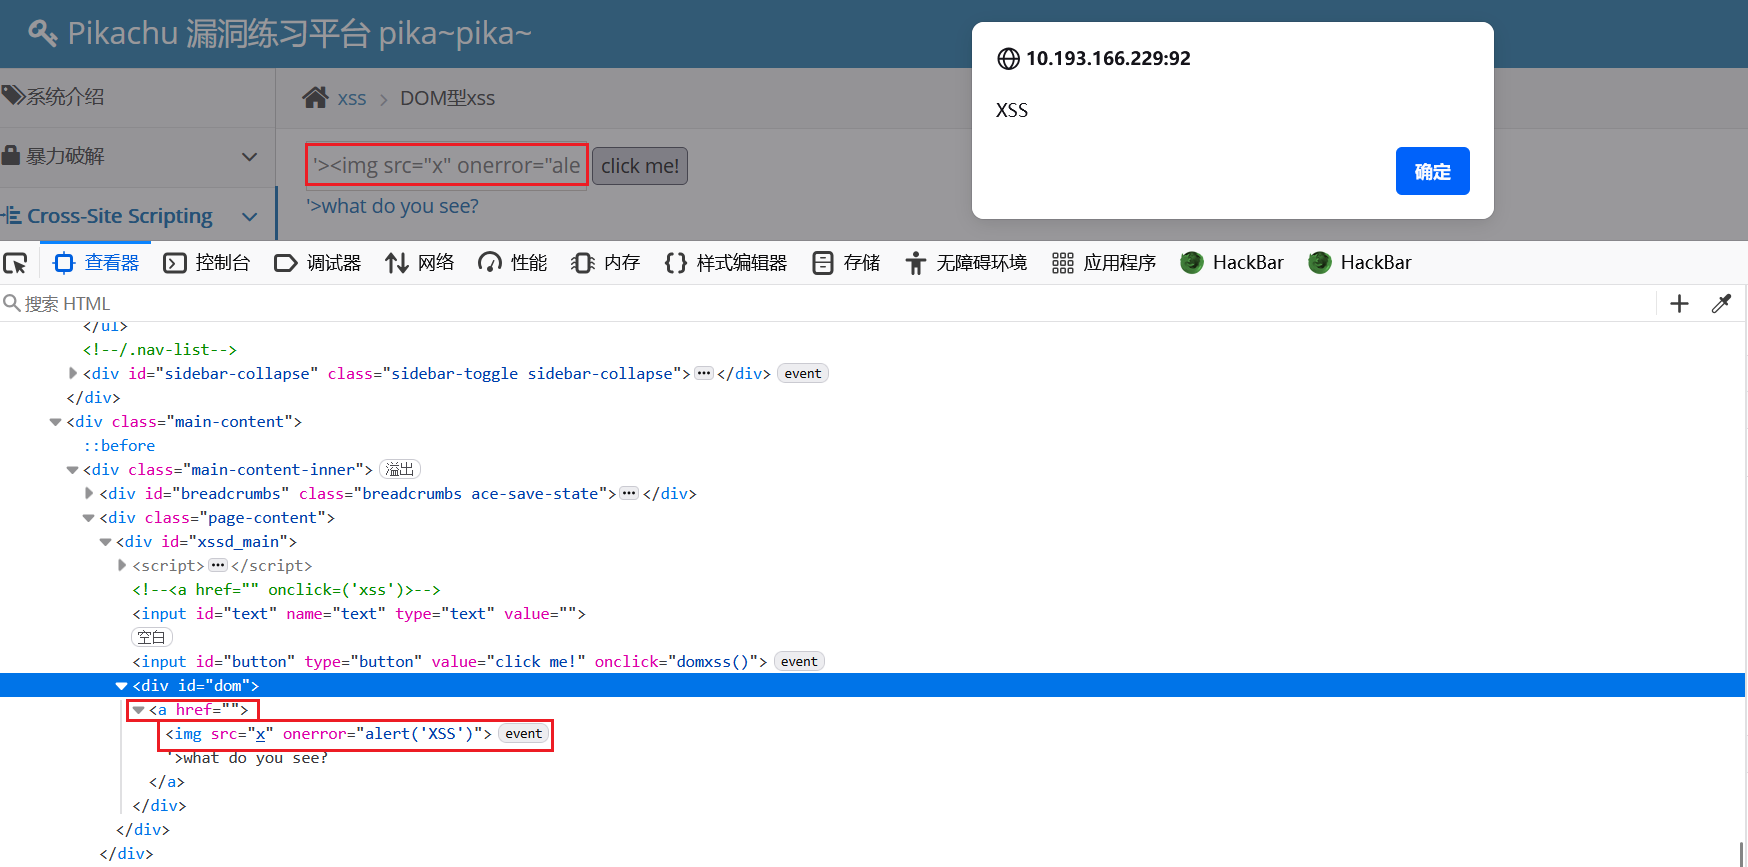 Pikachu 漏洞练习平台 pika~pika~
10.193.166.229:92
XSS
确定
系统介绍
xss > DOM型xss
暴力破解
'><img src="x" onerror="ale
click me!
Cross-Site Scripting
'>what do you see?
查看器 控制台 调试器 网络 性能 内存 样式编辑器 存储 无障碍环境 应用程序 HackBar HackBar
搜索 HTML
</ul>
<!--/.nav-list-->
<div id="sidebar-collapse" class="sidebar-toggle sidebar-collapse">···</div> event
</div>
<div class="main-content">
::before
<div class="main-content-inner"> 溢出
<div id="breadcrumbs" class="breadcrumbs ace-save-state">···</div>
<div class="page-content">
<div id="xssd_main">
<script>···</script>
<!--<a href="" onclick=('xss')>-->
<input id="text" name="text" type="text" value="">
空白
<input id="button" type="button" value="click me!" onclick="domxss()"> event
<div id="dom">
<a href="">
<img src="x" onerror="alert('XSS')"> event
'>what do you see?
</a>
</div>
</div>
</div>